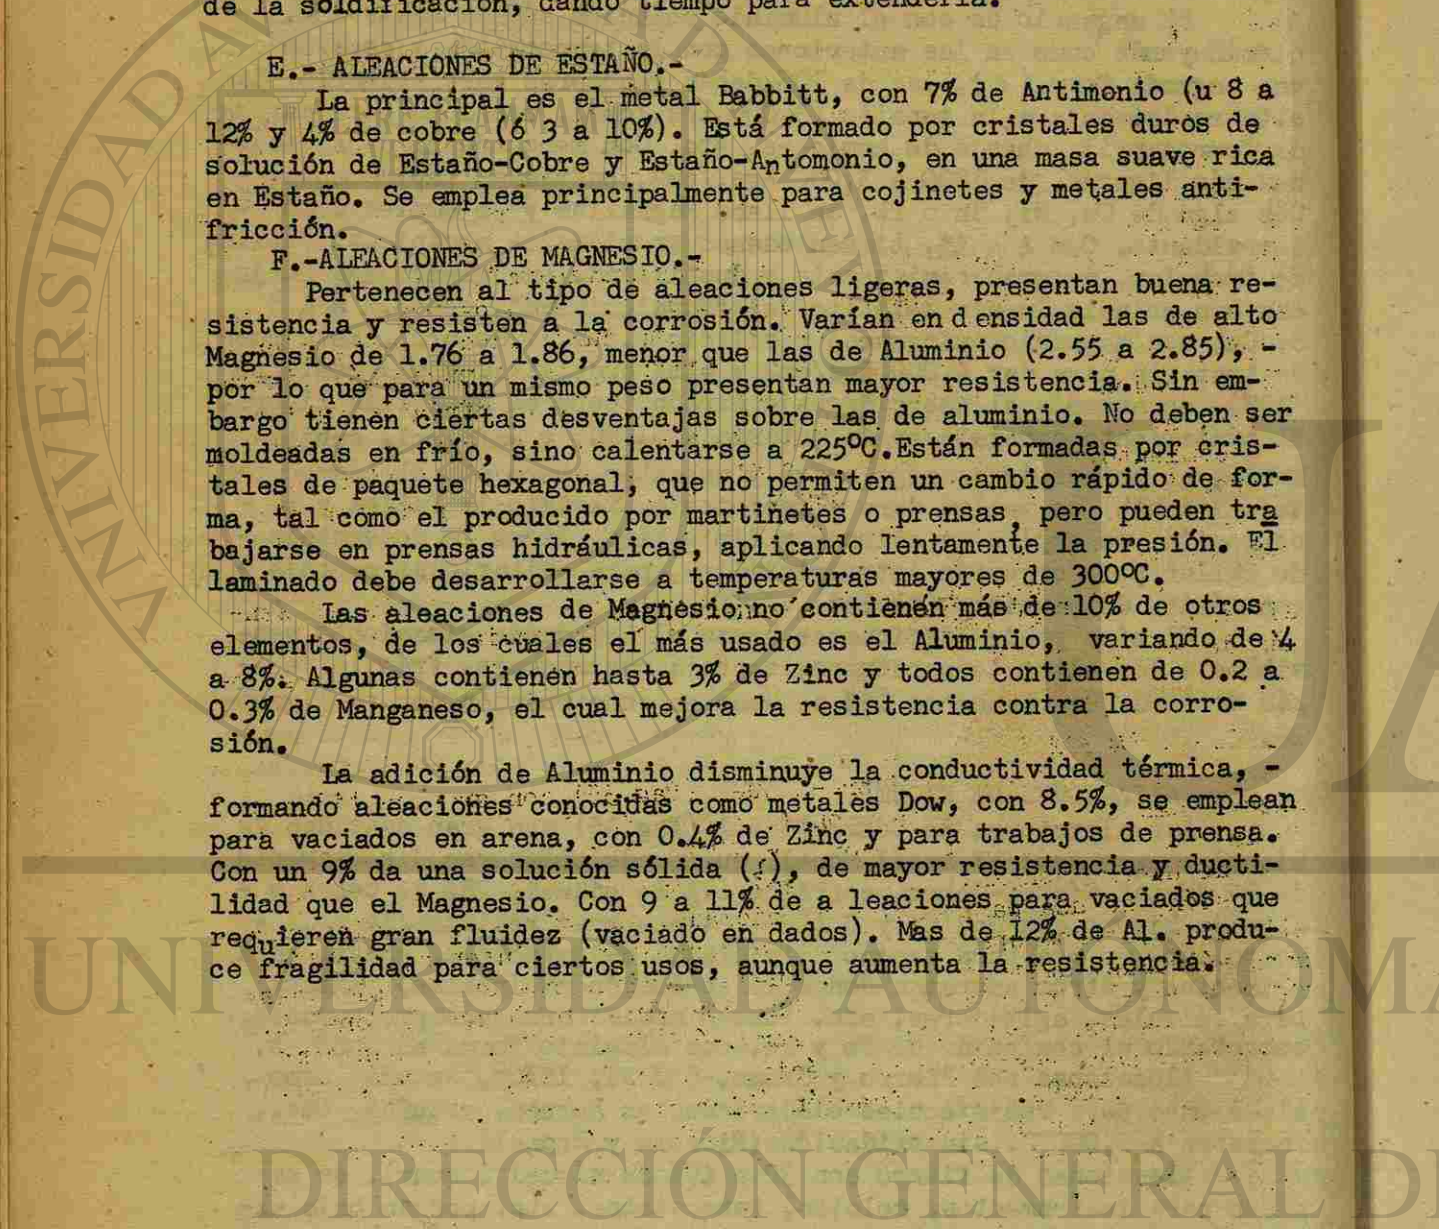 de la soldificación, dando tiempo para extenderla.
E.- ALEACIONES DE ESTAÑO.-
La principal es el metal Babbitt, con 7% de Antimonio (u 8 a
12% y 4% de cobre (ó 3 a 10%). Está formado por cristales duros de
solución de Estaño-Cobre y Estaño-Antomonio, en una masa suave rica
en Estaño. Se emplea principalmente para cojinetes y metales anti-
fricción.
F.-ALEACIONES DE MAGNESIO.-
Pertenecen al tipo de aleaciones ligeras, presentan buena re-
sistencia y resisten a la corrosión. Varían en densidad las de alto
Magnesio de 1.76 a 1.86, menor que las de Aluminio (2.55 a 2.85), -
por lo que para un mismo peso presentan mayor resistencia. Sin em-
bargo tienen ciertas desventajas sobre las de aluminio. No deben ser
moldeadas en frío, sino calentarse a 225ºC.Están formadas por cris-
tales de paquete hexagonal, que no permiten un cambio rápido de for-
ma, tal como el producido por martinetes o prensas, pero pueden tra
bajarse en prensas hidráulicas, aplicando lentamente la presión. El
laminado debe desarrollarse a temperaturas mayores de 300ºC.
Las aleaciones de Magnesio no contienen más de 10% de otros
elementos, de los cuales el más usado es el Aluminio, variando de 4
a 8%. Algunas contienen hasta 3% de Zinc y todos contienen de 0.2 a
0.3% de Manganeso, el cual mejora la resistencia contra la corro-
sión.
La adición de Aluminio disminuye la conductividad térmica, -
formando aleaciones conocidas como metales Dow, con 8.5%, se emplean
para vaciados en arena, con 0.4% de Zinc y para trabajos de prensa.
Con un 9% da una solución sólida ( ), de mayor resistencia y ducti-
lidad que el Magnesio. Con 9 a 11% de a leaciones para vaciados que
requieren gran fluidez (vaciado en dados). Mas de 12% de Al. produ-
ce fragilidad para ciertos usos, aunque aumenta la resistencia.
UNIVERSIDAD AUTÓNOMA
DIRECCIÓN GENERAL DE